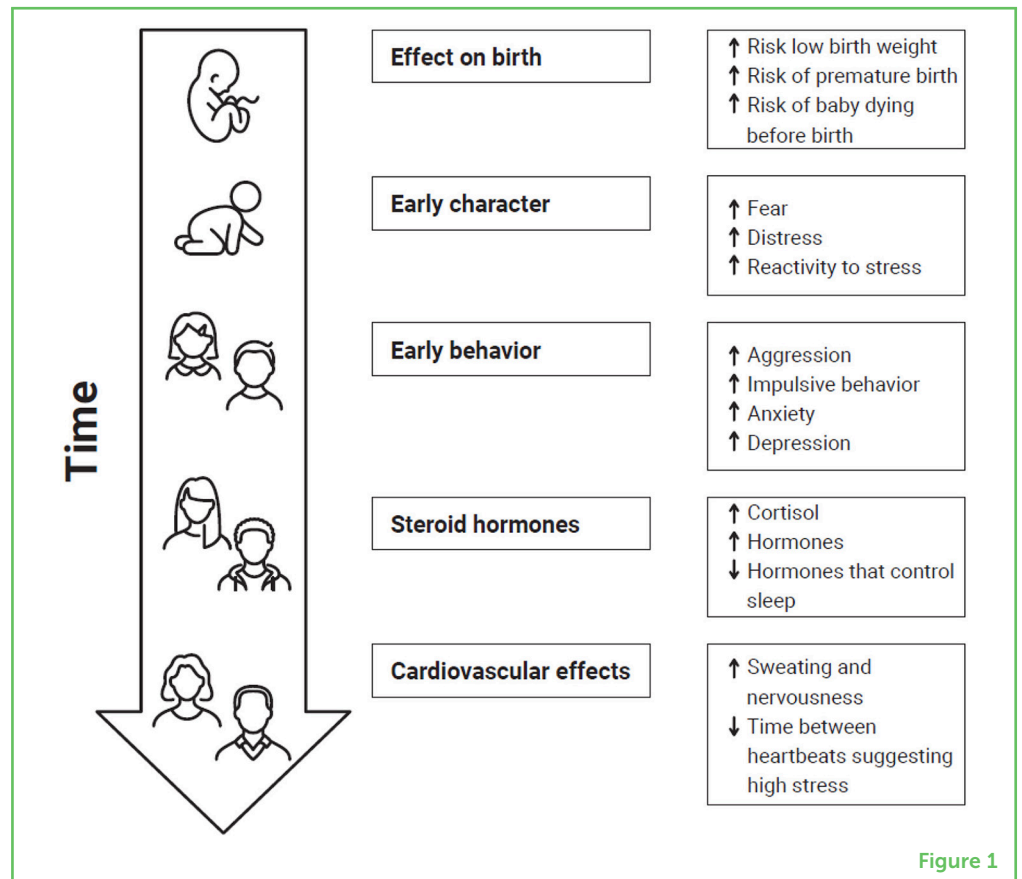 Time
Effect on birth
↑ Risk low birth weight
↑ Risk of premature birth
↑ Risk of baby dying
before birth
Early character
↑ Fear
↑ Distress
↑ Reactivity to stress
Early behavior
↑ Aggression
↑ Impulsive behavior
↑ Anxiety
↑ Depression
Steroid hormones
↑ Cortisol
↑ Hormones
↓ Hormones that control
sleep
Cardiovascular effects
↑ Sweating and
nervousness
↓ Time between
heartbeats suggesting
high stress
Figure 1